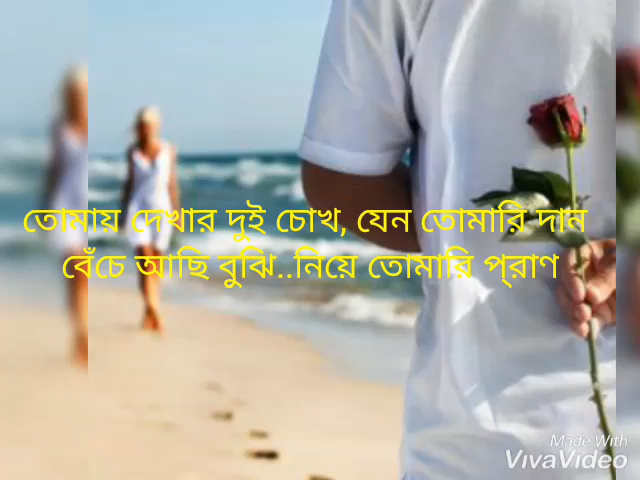 তোমায় দেখার দুই চোখ, যেন তোমারি দান
বেঁচে আছি বুঝি..নিয়ে তোমারি প্রাণ
Made With
VivaVideo